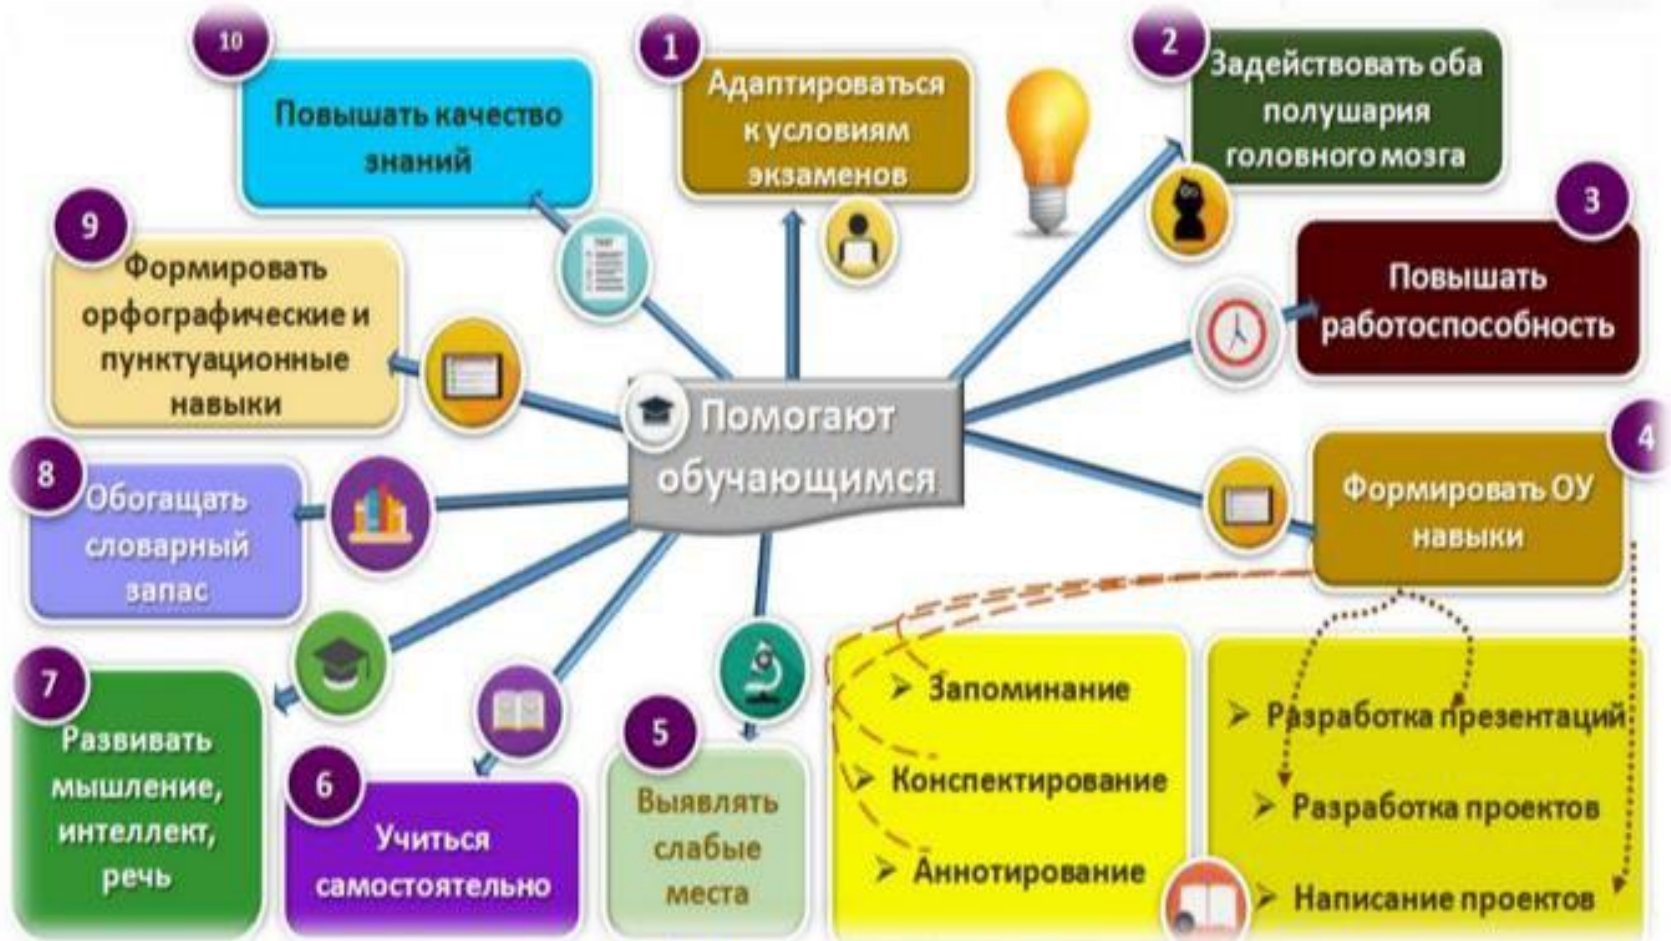 10
Повышать качество
знаний
1
Адаптироваться
к условиям
экзаменов
2
Задействовать оба
полушария
головного мозга
3
Повышать
работоспособность
9
Формировать
орфографические и
пунктуационные
навыки
Помогают
обучающимся
4
Формировать ОУ
навыки
8
Обогащать
словарный
запас
7
Развивать
мышление,
интеллект,
речь
6
Учиться
самостоятельно
5
Выявлять
слабые
места
➢ Запоминание
➢ Конспектирование
➢ Аннотирование
➢ Разработка презентаций
➢ Разработка проектов
➢ Написание проектов